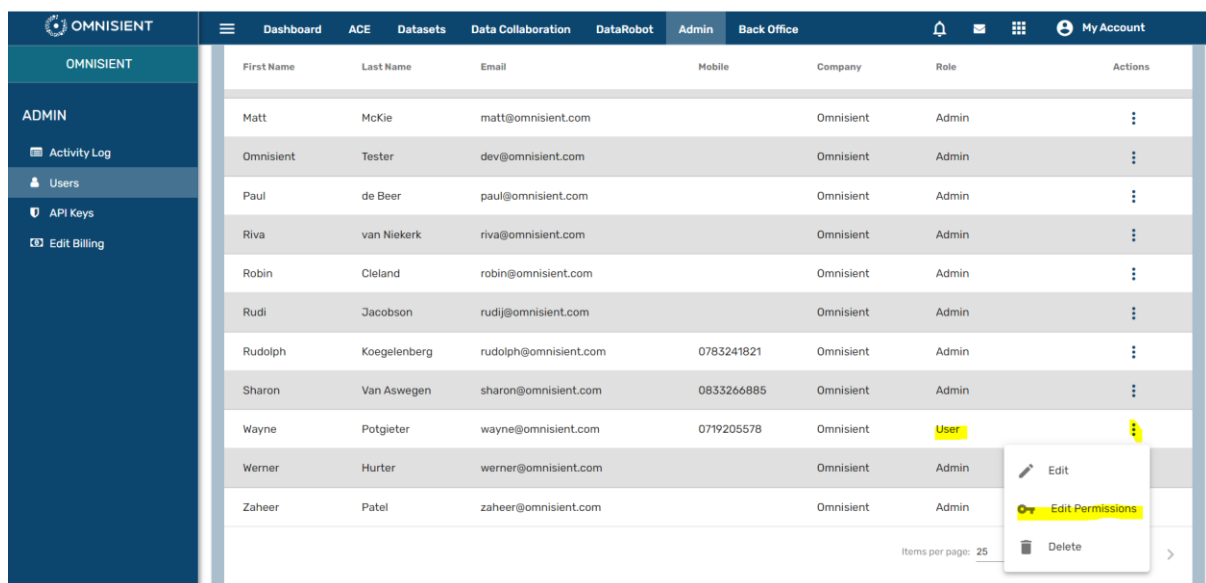 OMNISIENT
Dashboard ACE Datasets Data Collaboration DataRobot Admin Back Office My Account
OMNISIENT
ADMIN
Activity Log
Users
API Keys
Edit Billing
First Name Last Name Email Mobile Company Role Actions
Matt McKie matt@omnisient.com Omnisient Admin
Omnisient Tester dev@omnisient.com Omnisient Admin
Paul de Beer paul@omnisient.com Omnisient Admin
Riva van Niekerk riva@omnisient.com Omnisient Admin
Robin Cleland robin@omnisient.com Omnisient Admin
Rudi Jacobson rudij@omnisient.com Omnisient Admin
Rudolph Koegelenberg rudolph@omnisient.com 0783241821 Omnisient Admin
Sharon Van Aswegen sharon@omnisient.com 0833266885 Omnisient Admin
Wayne Potgieter wayne@omnisient.com 0719205578 Omnisient User
Werner Hurter werner@omnisient.com Omnisient Admin
Zaheer Patel zaheer@omnisient.com Omnisient Admin
Edit
Edit Permissions
Delete
Items per page: 25